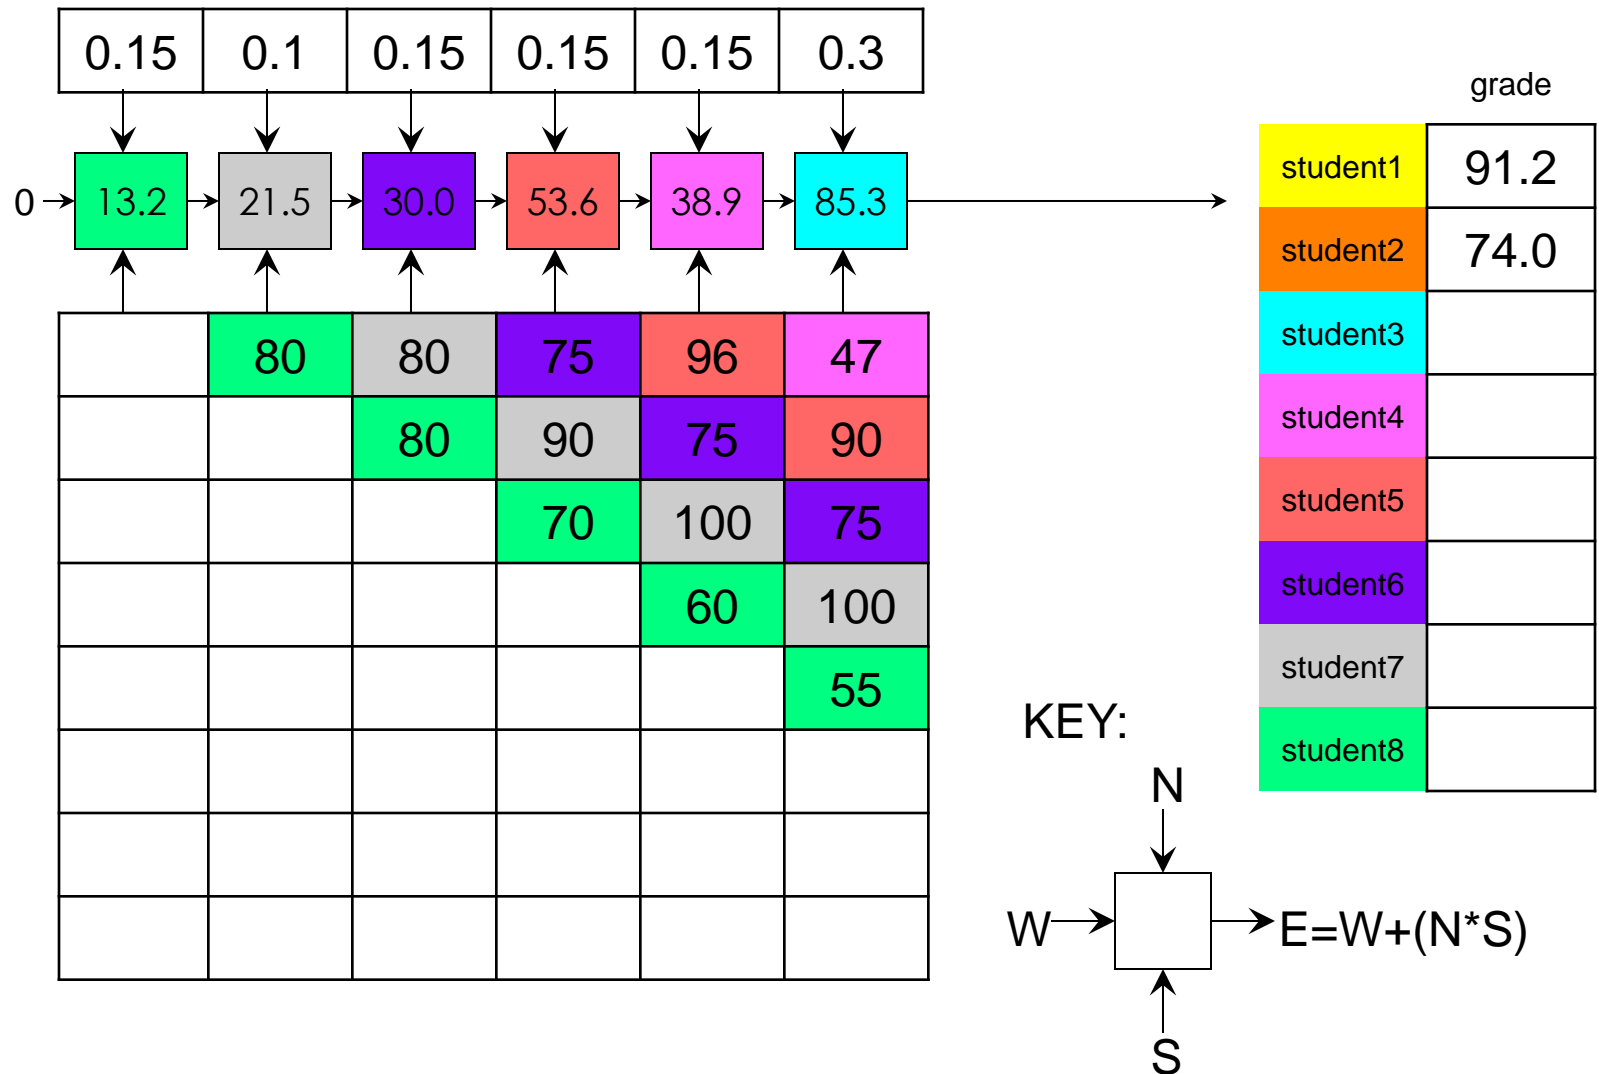 0.15 0.1 0.15 0.15 0.15 0.3
grade
0 13.2 21.5 30.0 53.6 38.9 85.3
student1 91.2
student2 74.0
student3
student4
student5
student6
student7
student8
80 80 75 96 47
80 90 75 90
70 100 75
60 100
55
KEY:
N
W E=W+(N*S)
S